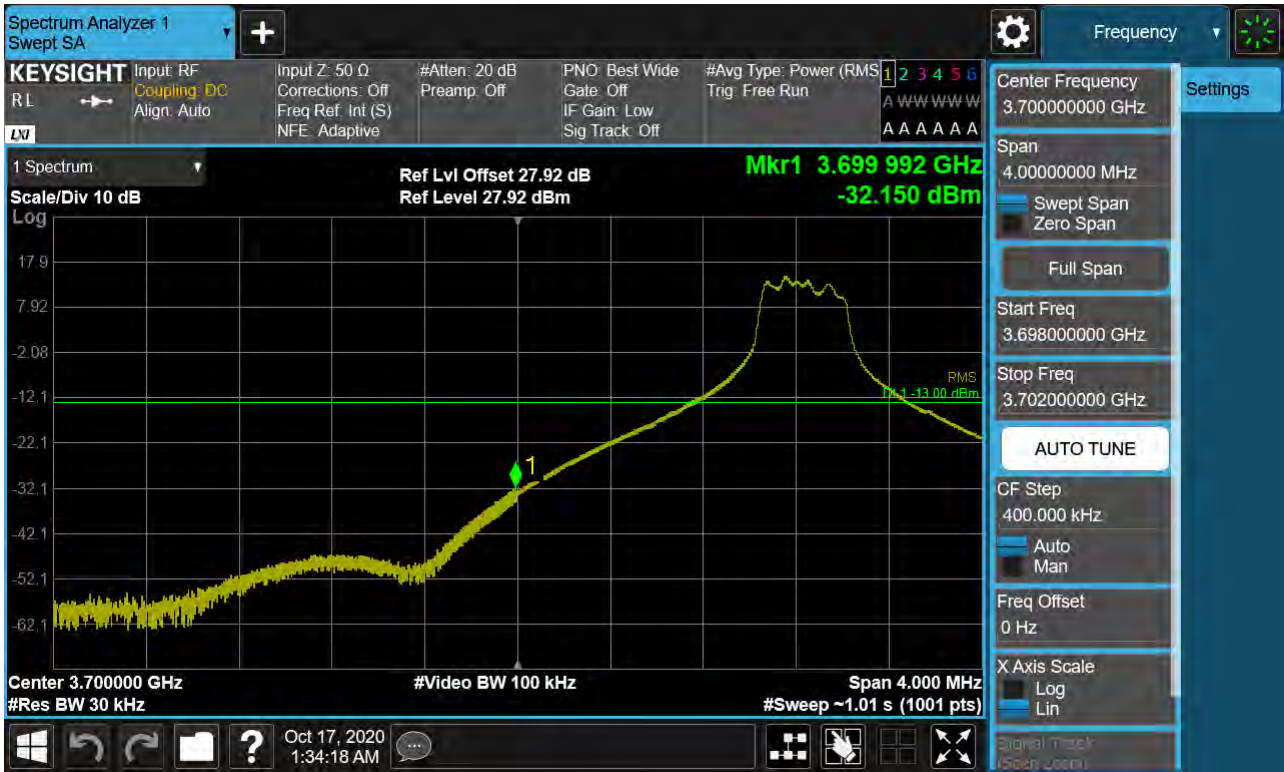 Spectrum Analyzer 1
Swept SA
+
Frequency
KEYSIGHT
RL
LXI
Input: RF
Coupling: DC
Align: Auto
Input Z: 50 Ω
Corrections: Off
Freq Ref: Int (S)
NFE: Adaptive
#Atten: 20 dB
Preamp: Off
PNO: Best Wide
Gate: Off
IF Gain: Low
Sig Track: Off
#Avg Type: Power (RMS
Trig: Free Run
1 2 3 4 5 6
A WW WW W
A A A A A A
Center Frequency
3.700000000 GHz
Settings
Span
4.00000000 MHz
Swept Span
Zero Span
Full Span
Start Freq
3.698000000 GHz
Stop Freq
3.702000000 GHz
AUTO TUNE
CF Step
400.000 kHz
Auto
Man
Freq Offset
0 Hz
X Axis Scale
Log
Lin
Signal Track
(Span Zoom)
1 Spectrum
Scale/Div 10 dB
Log
Ref Lvl Offset 27.92 dB
Ref Level 27.92 dBm
Mkr1 3.699 992 GHz
-32.150 dBm
17.9
7.92
-2.08
-12.1
-22.1
-32.1
-42.1
-52.1
-62.1
RMS
DL1 -13.00 dBm
1
Center 3.700000 GHz
#Res BW 30 kHz
#Video BW 100 kHz
Span 4.000 MHz
#Sweep ~1.01 s (1001 pts)
?
Oct 17, 2020
1:34:18 AM